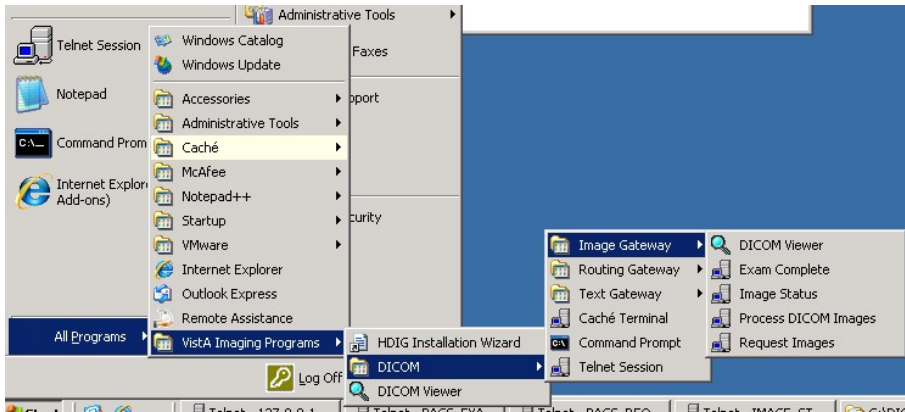 Administrative Tools
Telnet Session
Windows Catalog
Faxes
Windows Update
Notepad
Accessories
Administrative Tools
Command Prom
Caché
McAfee
Internet Explor
Add-ons)
Notepad++
Startup
VMware
Internet Explorer
Outlook Express
Remote Assistance
All Programs
VistA Imaging Programs
HDIG Installation Wizard
DICOM
DICOM Viewer
Image Gateway
Routing Gateway
Text Gateway
Caché Terminal
Command Prompt
Telnet Session
DICOM Viewer
Exam Complete
Image Status
Process DICOM Images
Request Images
Log Off